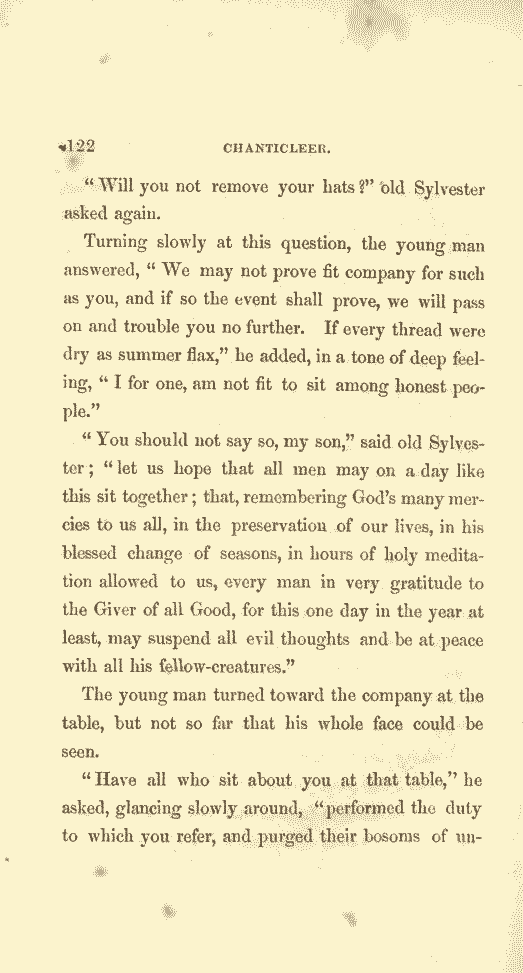 122 CHANTICLEER.
“ Will you not remove your hats ?” old Sylvester
asked again.
Turning slowly at this question, the young man
answered, “ We may not prove fit company for such
as you, and if so the event shall prove, we will pass
on and trouble you no further. If every thread were
dry as summer flax,” he added, in a tone of deep feel-
ing, “ I for one, am not fit to sit among honest peo-
ple.”
“ You should not say so, my son,” said old Sylves-
ter ; “ let us hope that all men may on a day like
this sit together ; that, remembering God’s many mer-
cies to us all, in the preservation of our lives, in his
blessed change of seasons, in hours of holy medita-
tion allowed to us, every man in very gratitude to
the Giver of all Good, for this one day in the year at
least, may suspend all evil thoughts and be at peace
with all his fellow-creatures.”
The young man turned toward the company at the
table, but not so far that his whole face could be
seen.
“ Have all who sit about you at that table,” he
asked, glancing slowly around, “ performed the duty
to which you refer, and purged their bosoms of un-